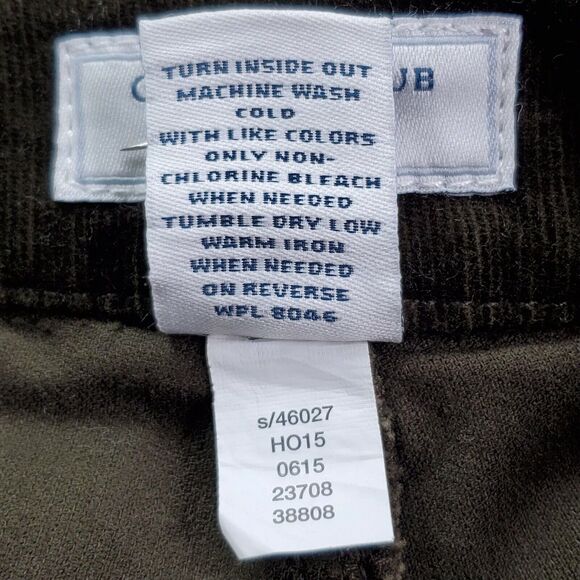 C UB
TURN INSIDE OUT
MACHINE WASH
COLD
WITH LIKE COLORS
ONLY NON-
CHLORINE BLEACH
WHEN NEEDED
TUMBLE DRY LOW
WARM IRON
WHEN NEEDED
ON REVERSE
WPL 8046
s/46027
HO15
0615
23708
38808